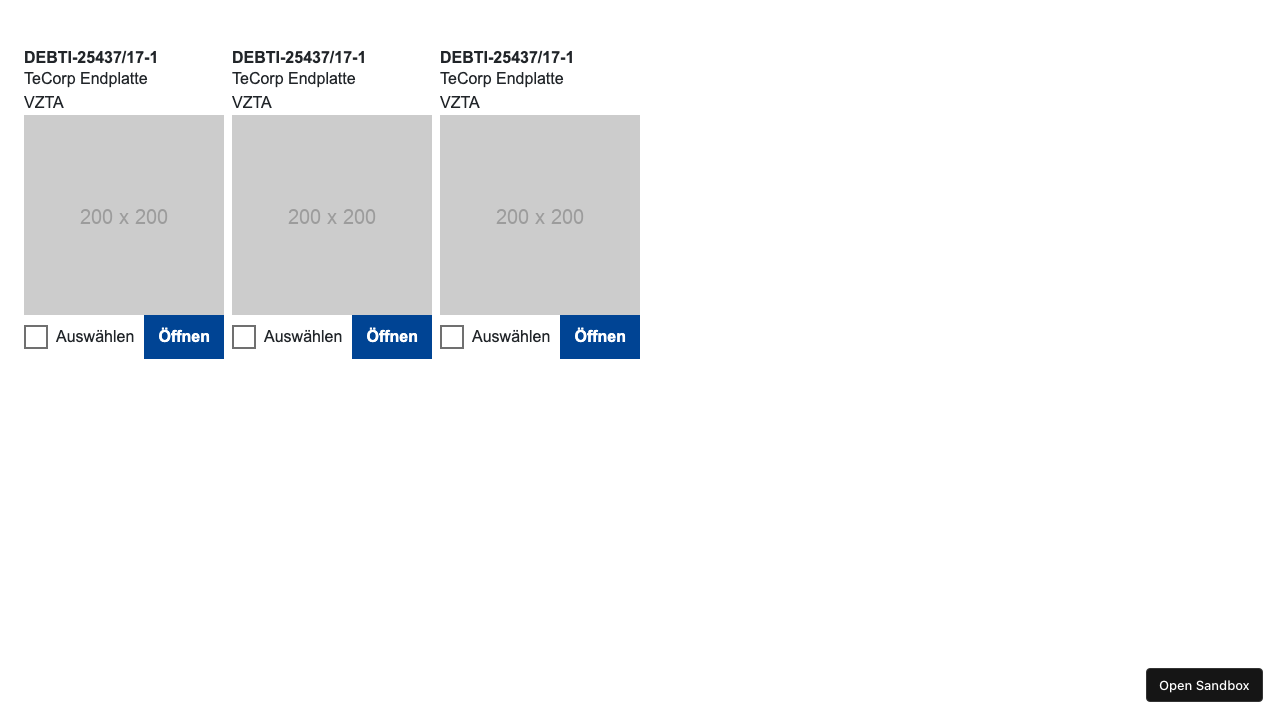 DEBTI-25437/17-1
TeCorp Endplatte
VZTA
200 x 200
Auswählen
Öffnen
DEBTI-25437/17-1
TeCorp Endplatte
VZTA
200 x 200
Auswählen
Öffnen
DEBTI-25437/17-1
TeCorp Endplatte
VZTA
200 x 200
Auswählen
Öffnen
Open Sandbox